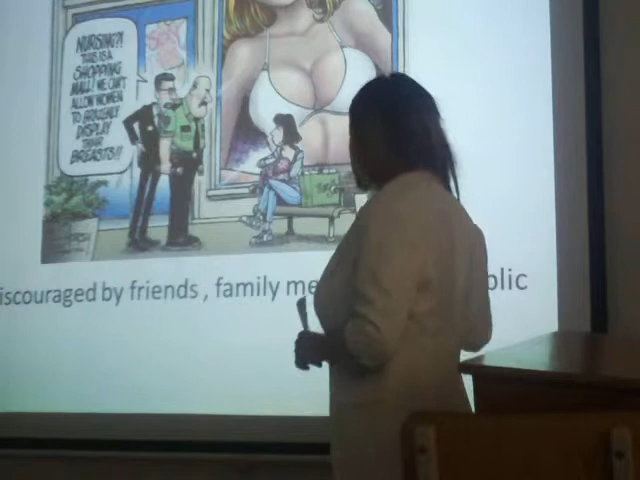 NURSING?!
THIS IS A
SHOPPING
MALL! WE CAN'T
ALLOW WOMEN
TO BRAZENLY
DISPLAY
THEIR
BREASTS!!
iscouraged by friends , family me blic